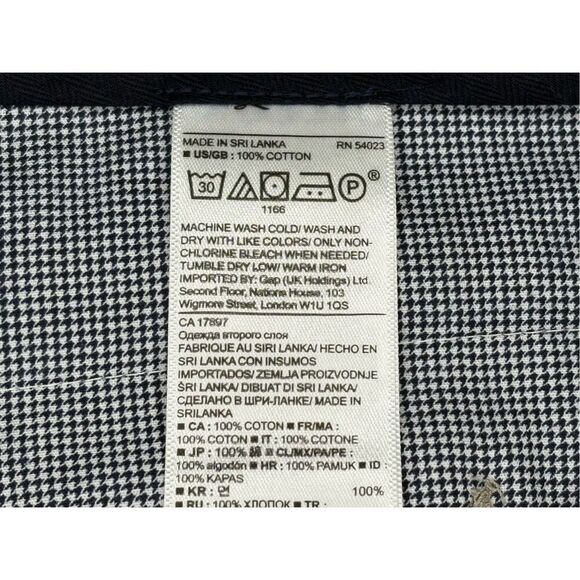 MADE IN SRI LANKA RN 54023
■ US/GB : 100% COTTON
30 P ®
1166
MACHINE WASH COLD/ WASH AND
DRY WITH LIKE COLORS/ ONLY NON-
CHLORINE BLEACH WHEN NEEDED/
TUMBLE DRY LOW/ WARM IRON
IMPORTED BY: Gap (UK Holdings) Ltd.
Second Floor, Nations House, 103
Wigmore Street, London W1U 1QS
CA 17897
Одежда второго слоя
FABRIQUE AU SIRI LANKA/ HECHO EN
SRI LANKA CON INSUMOS
IMPORTADOS/ ZEMLJA PROIZVODNJE
ŠRI LANKA/ DIBUAT DI SRI LANKA/
СДЕЛАНО В ШРИ-ЛАНКЕ/ MADE IN
SRILANKA
■ CA : 100% COTON ■ FR/MA :
100% COTON ■ IT : 100% COTONE
■ JP : 100% 綿 ■ CL/MX/PA/PE :
100% algodón ■ HR : 100% PAMUK ■ ID :
100% KAPAS
■ KR : 면 100%
■ RU : 100% ХЛОПОК ■ TR :